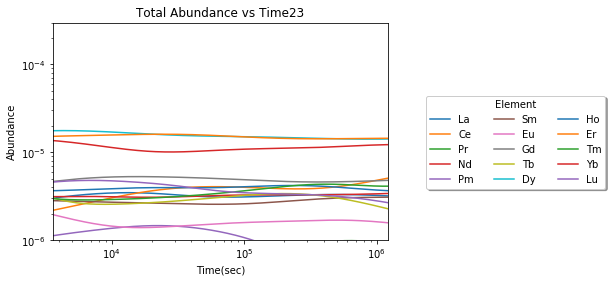 Total Abundance vs Time23
10⁻⁴
10⁻⁵
10⁻⁶
Abundance
10⁴ 10⁵ 10⁶
Time(sec)
Element
La Sm Ho
Ce Eu Er
Pr Gd Tm
Nd Tb Yb
Pm Dy Lu